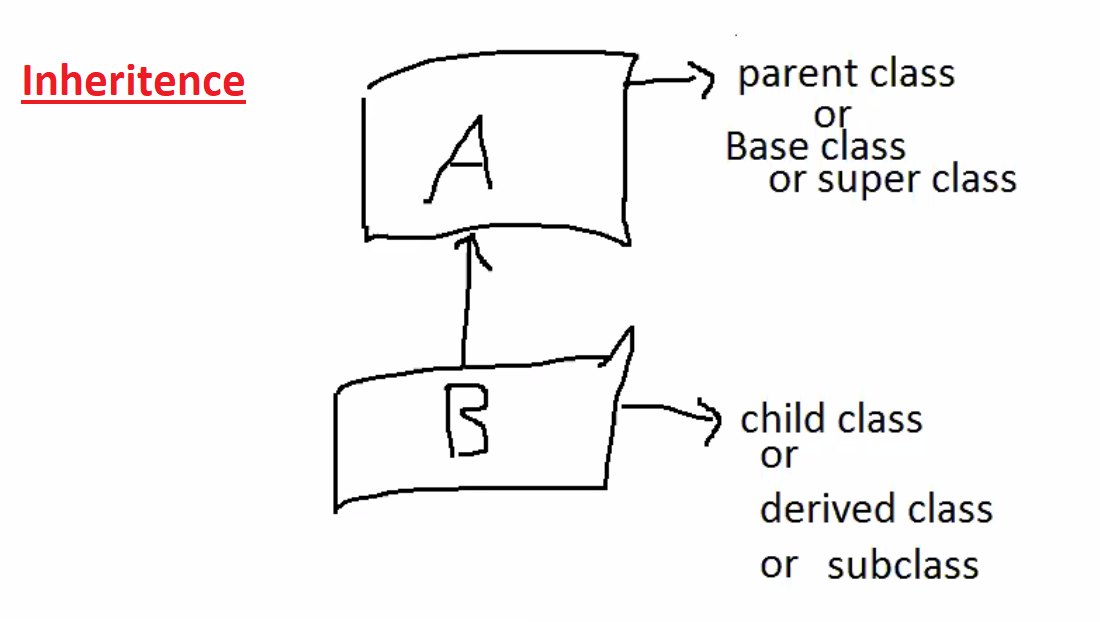 Inheritence
A
parent class
or
Base class
or super class
B
child class
or
derived class
or subclass